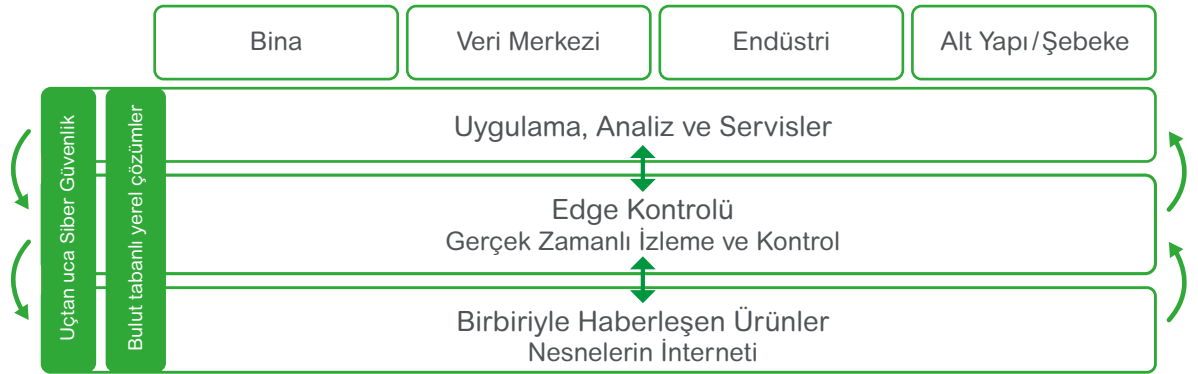 Bina
Veri Merkezi
Endüstri
Alt Yapı/Şebeke
Uçtan uca Siber Güvenlik
Bulut tabanlı yerel çözümler
Uygulama, Analiz ve Servisler
Edge Kontrolü
Gerçek Zamanlı İzleme ve Kontrol
Birbiriyle Haberleşen Ürünler
Nesnelerin İnterneti